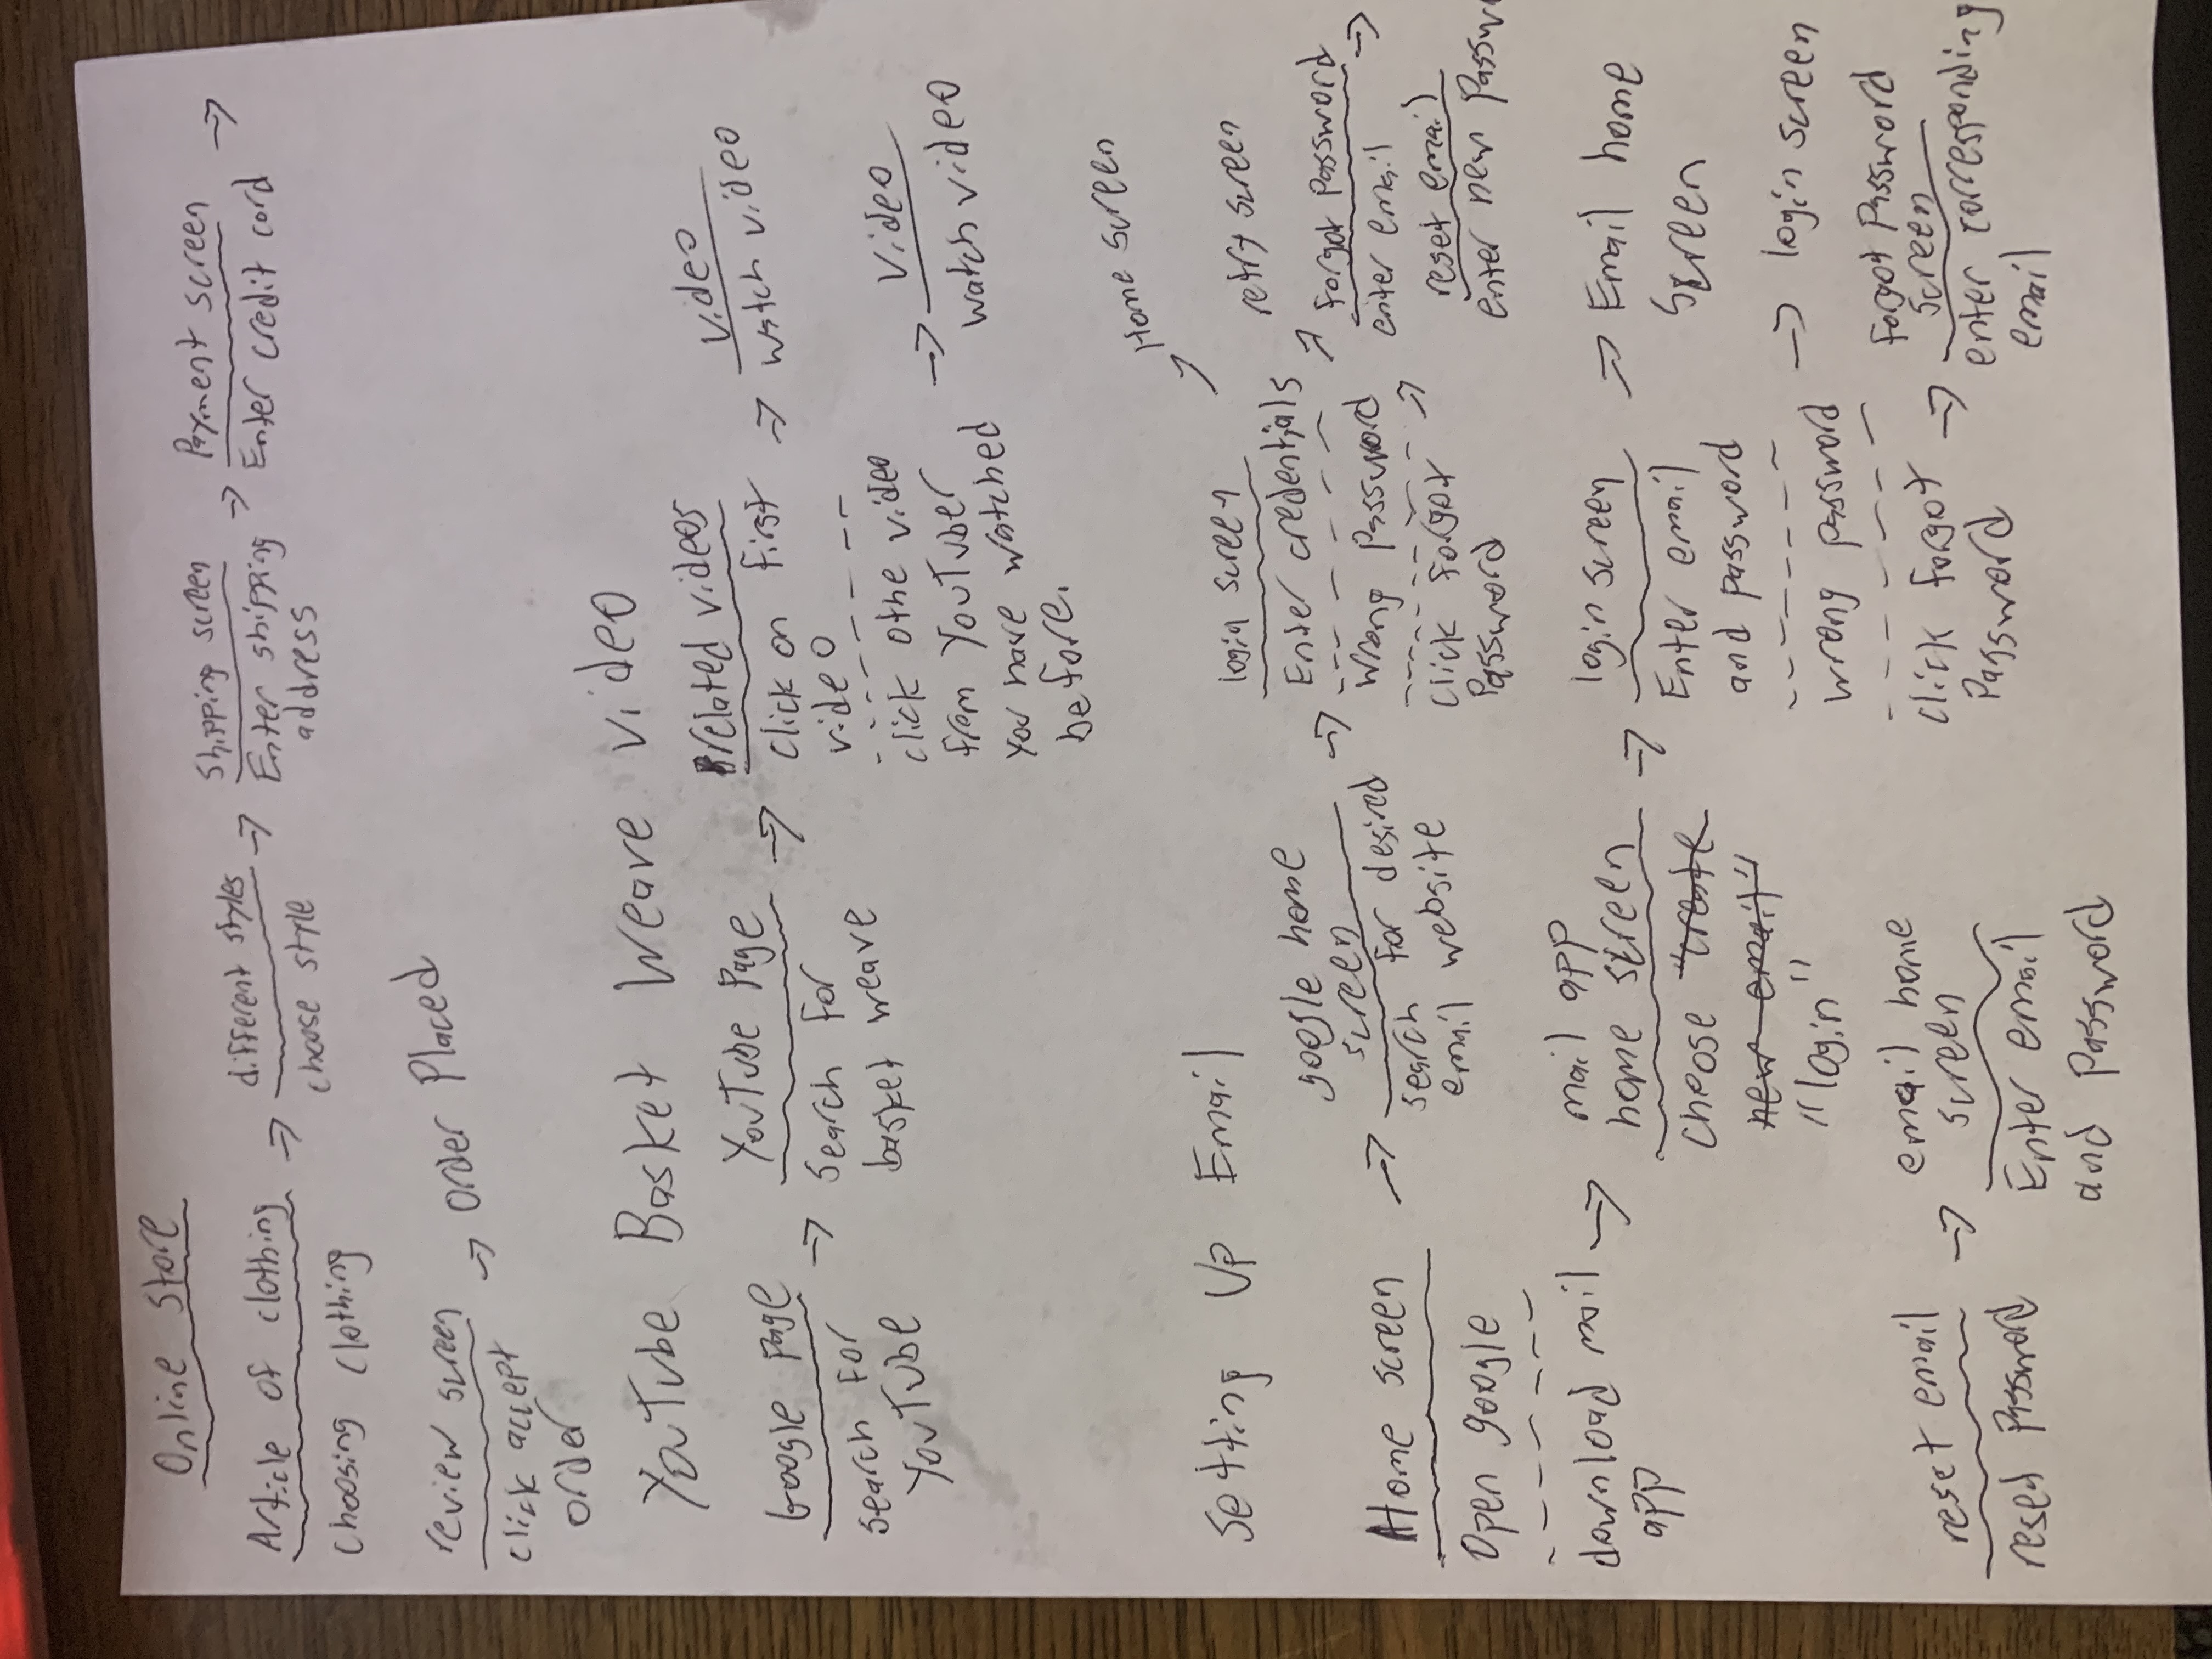 Online Store
Article of clothing → different styles → Shipping screen → Payment screen →
Choosing clothing
choose style
Enter shipping
address
Enter credit card
review screen → Order Placed
click accept
order
YouTube Basket Weave video
Google page → YouTube Page → related videos → video
search for
YouTube
search for
basket weave
click on first
video
watch video
click othe video
from YouTuber
you have watched
before.
→ Video
watch video
Setting Up Email
Home screen → google home
screen → login screen → Home screen
Open google
search for desired
email website
Enter credentials
wrong password → retry screen
click forgot
password → forgot password →
enter email
reset email
enter new
download mail
app → mail app
home screen → login screen → Email home
screen
choose "create
new email"
"login"
Enter email
and password
wrong password → login screen
click forgot
password → forgot password
screen
enter corresponding
email
reset email → email home
screen
reset password
Enter email
and password